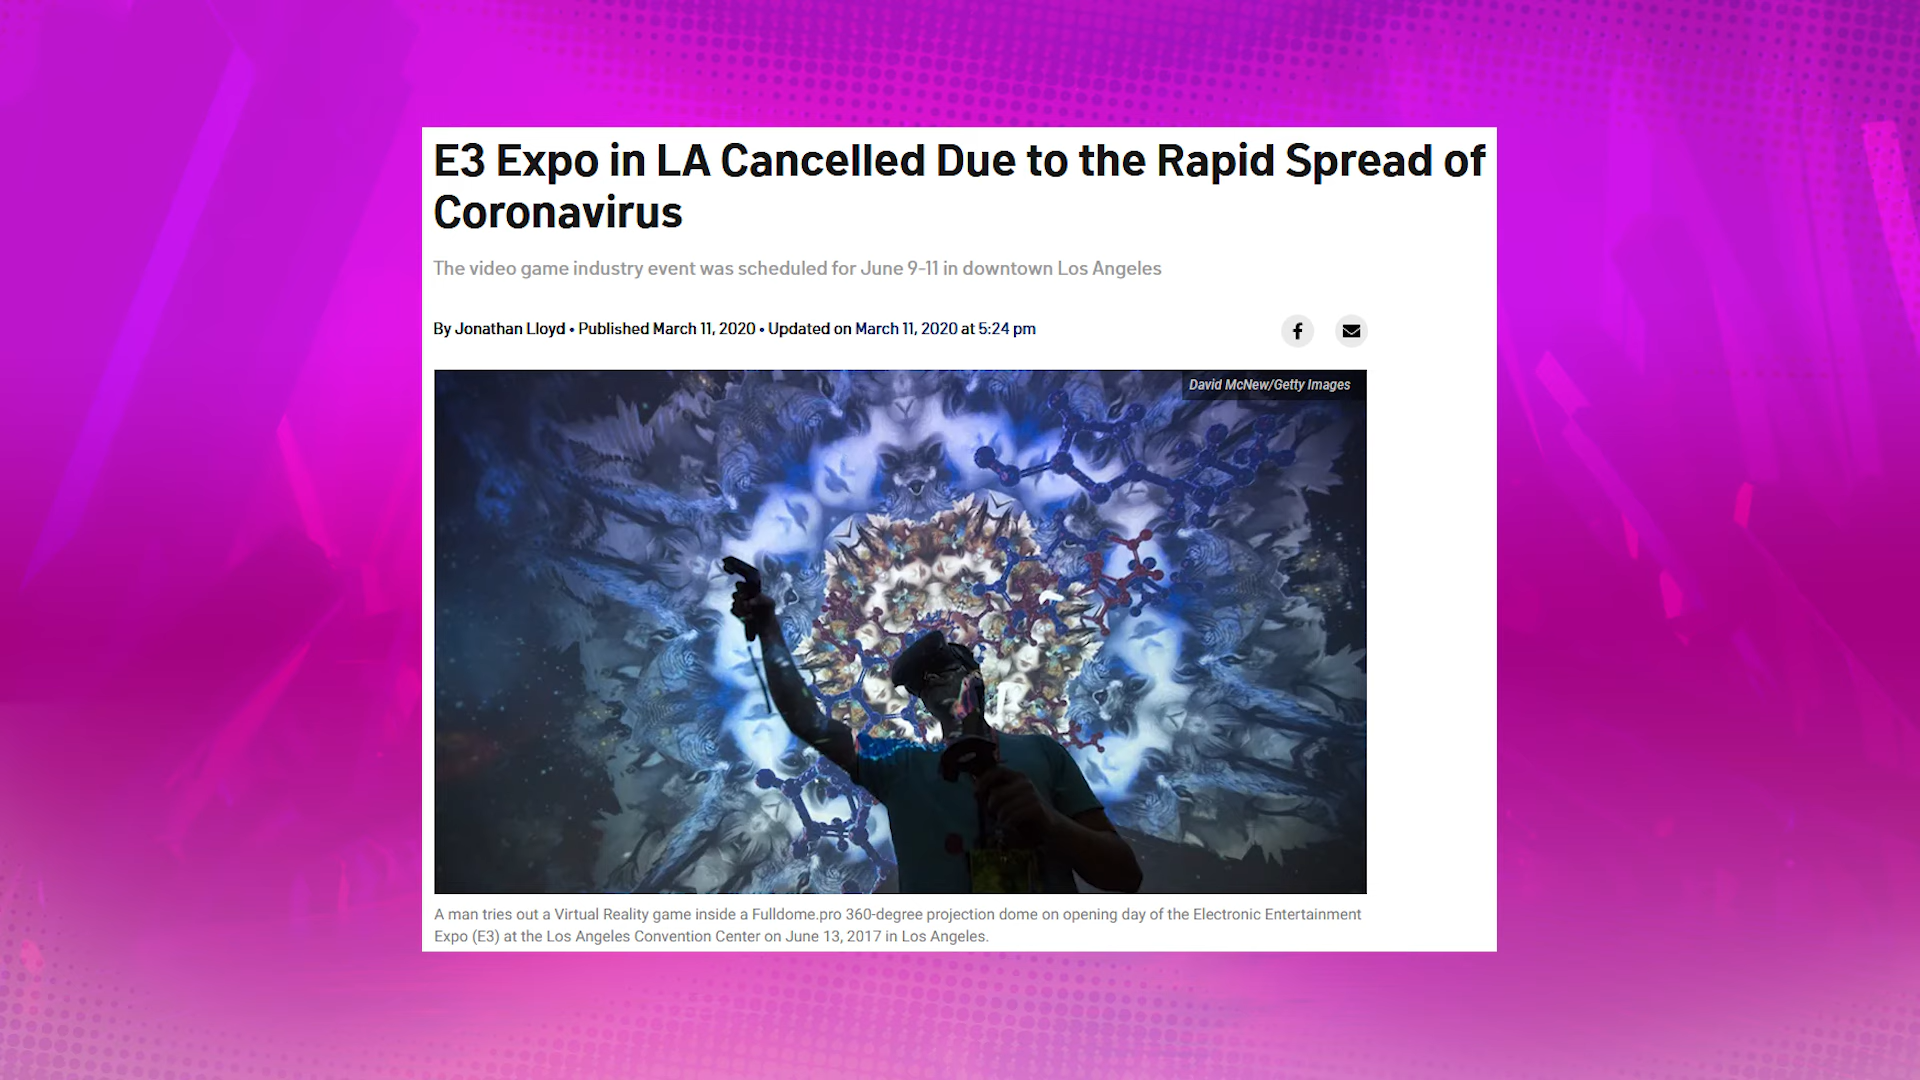 E3 Expo in LA Cancelled Due to the Rapid Spread of
Coronavirus
The video game industry event was scheduled for June 9-11 in downtown Los Angeles
By Jonathan Lloyd • Published March 11, 2020 • Updated on March 11, 2020 at 5:24 pm
David McNew/Getty Images
A man tries out a Virtual Reality game inside a Fulldome.pro 360-degree projection dome on opening day of the Electronic Entertainment
Expo (E3) at the Los Angeles Convention Center on June 13, 2017 in Los Angeles.